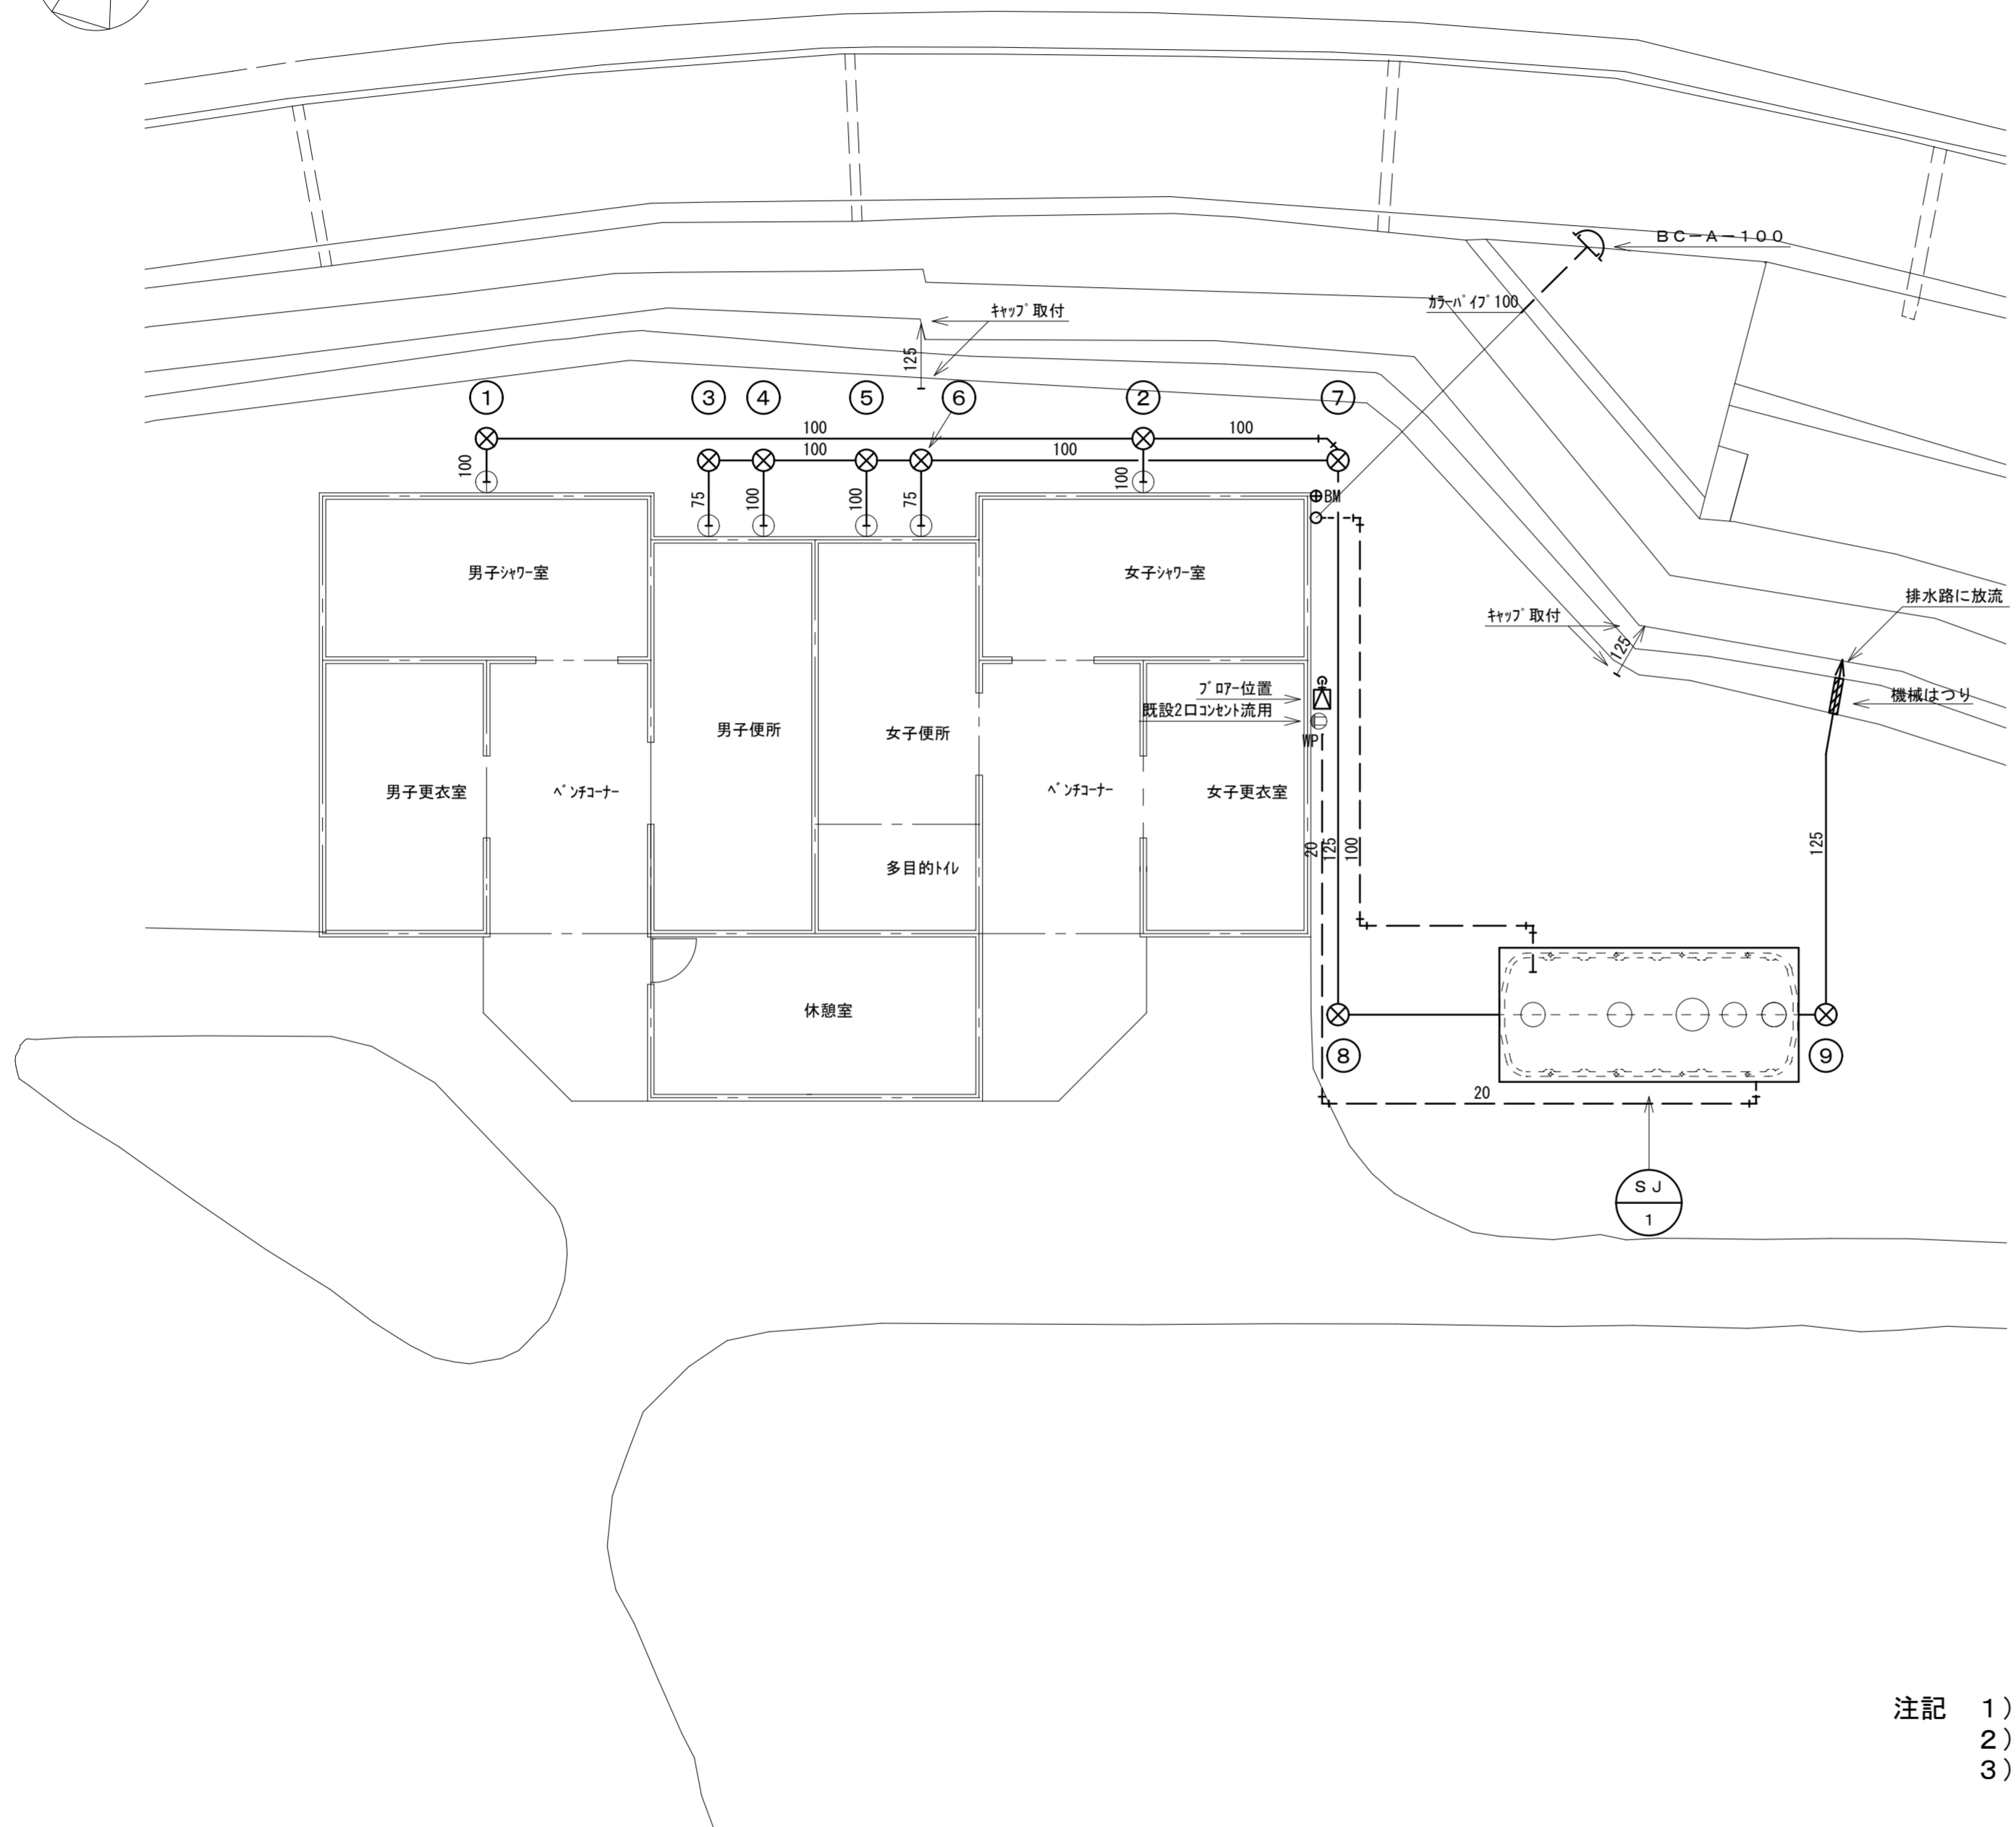 BC-A-100
ｶﾗｰﾊﾟｲﾌﾟ100
ｷｬｯﾌﾟ取付
125
① ③ ④ ⑤ ⑥ ② ⑦
100 100
100 100
100 75 100 100 75 100
BM
男子ｼｬﾜｰ室
女子ｼｬﾜｰ室
排水路に放流
ｷｬｯﾌﾟ取付
125
ﾌﾞﾛｱｰ位置
機械はつり
既設2口ｺﾝｾﾝﾄ流用
WP
男子便所
女子便所
男子更衣室
ﾍﾞﾝﾁｺｰﾅｰ
ﾍﾞﾝﾁｺｰﾅｰ
女子更衣室
20 125 100
125
多目的ﾄｲﾚ
休憩室
⑧ ⑨
20
SJ
1
注記 1)
2)
3)